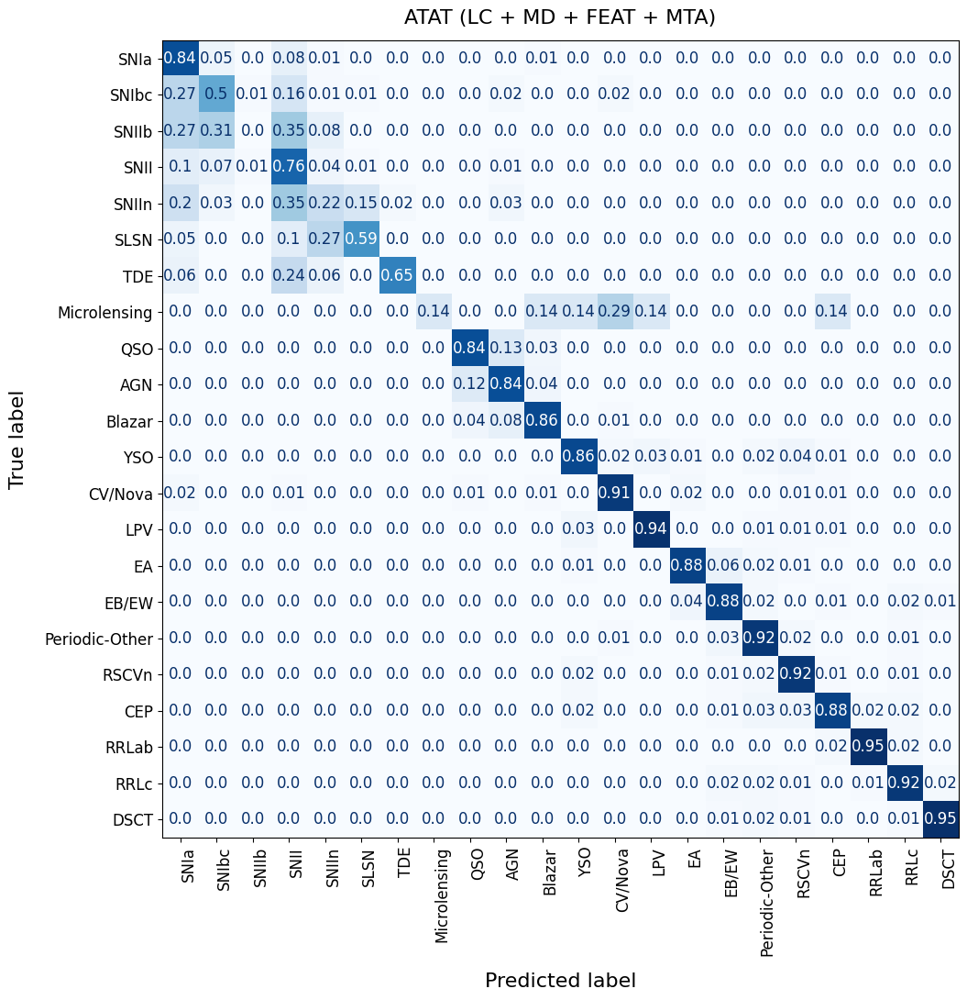 ATAT (LC + MD + FEAT + MTA)
SNIa 0.84 0.05 0.0 0.08 0.01 0.0 0.0 0.0 0.0 0.0 0.01 0.0 0.0 0.0 0.0 0.0 0.0 0.0 0.0 0.0 0.0 0.0
SNIbc 0.27 0.5 0.01 0.16 0.01 0.01 0.0 0.0 0.0 0.02 0.0 0.0 0.02 0.0 0.0 0.0 0.0 0.0 0.0 0.0 0.0 0.0
SNIIb 0.27 0.31 0.0 0.35 0.08 0.0 0.0 0.0 0.0 0.0 0.0 0.0 0.0 0.0 0.0 0.0 0.0 0.0 0.0 0.0 0.0 0.0
SNII 0.1 0.07 0.01 0.76 0.04 0.01 0.0 0.0 0.0 0.01 0.0 0.0 0.0 0.0 0.0 0.0 0.0 0.0 0.0 0.0 0.0 0.0
SNIIn 0.2 0.03 0.0 0.35 0.22 0.15 0.02 0.0 0.0 0.03 0.0 0.0 0.0 0.0 0.0 0.0 0.0 0.0 0.0 0.0 0.0 0.0
SLSN 0.05 0.0 0.0 0.1 0.27 0.59 0.0 0.0 0.0 0.0 0.0 0.0 0.0 0.0 0.0 0.0 0.0 0.0 0.0 0.0 0.0 0.0
TDE 0.06 0.0 0.0 0.24 0.06 0.0 0.65 0.0 0.0 0.0 0.0 0.0 0.0 0.0 0.0 0.0 0.0 0.0 0.0 0.0 0.0 0.0
Microlensing 0.0 0.0 0.0 0.0 0.0 0.0 0.0 0.14 0.0 0.0 0.14 0.14 0.29 0.14 0.0 0.0 0.0 0.0 0.14 0.0 0.0 0.0
QSO 0.0 0.0 0.0 0.0 0.0 0.0 0.0 0.0 0.84 0.13 0.03 0.0 0.0 0.0 0.0 0.0 0.0 0.0 0.0 0.0 0.0 0.0
AGN 0.0 0.0 0.0 0.0 0.0 0.0 0.0 0.0 0.12 0.84 0.04 0.0 0.0 0.0 0.0 0.0 0.0 0.0 0.0 0.0 0.0 0.0
Blazar 0.0 0.0 0.0 0.0 0.0 0.0 0.0 0.0 0.04 0.08 0.86 0.0 0.01 0.0 0.0 0.0 0.0 0.0 0.0 0.0 0.0 0.0
YSO 0.0 0.0 0.0 0.0 0.0 0.0 0.0 0.0 0.0 0.0 0.0 0.86 0.02 0.03 0.01 0.0 0.02 0.04 0.01 0.0 0.0 0.0
CV/Nova 0.02 0.0 0.0 0.01 0.0 0.0 0.0 0.0 0.01 0.0 0.01 0.0 0.91 0.0 0.02 0.0 0.0 0.01 0.01 0.0 0.0 0.0
LPV 0.0 0.0 0.0 0.0 0.0 0.0 0.0 0.0 0.0 0.0 0.0 0.03 0.0 0.94 0.0 0.0 0.01 0.01 0.01 0.0 0.0 0.0
EA 0.0 0.0 0.0 0.0 0.0 0.0 0.0 0.0 0.0 0.0 0.0 0.01 0.0 0.0 0.88 0.06 0.02 0.01 0.0 0.0 0.0 0.0
EB/EW 0.0 0.0 0.0 0.0 0.0 0.0 0.0 0.0 0.0 0.0 0.0 0.0 0.0 0.0 0.04 0.88 0.02 0.0 0.01 0.0 0.02 0.01
Periodic-Other 0.0 0.0 0.0 0.0 0.0 0.0 0.0 0.0 0.0 0.0 0.0 0.0 0.01 0.0 0.0 0.03 0.92 0.02 0.0 0.0 0.01 0.0
RSCVn 0.0 0.0 0.0 0.0 0.0 0.0 0.0 0.0 0.0 0.0 0.0 0.02 0.0 0.0 0.0 0.01 0.02 0.92 0.01 0.0 0.01 0.0
CEP 0.0 0.0 0.0 0.0 0.0 0.0 0.0 0.0 0.0 0.0 0.0 0.02 0.0 0.0 0.0 0.01 0.03 0.03 0.88 0.02 0.02 0.0
RRLab 0.0 0.0 0.0 0.0 0.0 0.0 0.0 0.0 0.0 0.0 0.0 0.0 0.0 0.0 0.0 0.0 0.0 0.0 0.02 0.95 0.02 0.0
RRLc 0.0 0.0 0.0 0.0 0.0 0.0 0.0 0.0 0.0 0.0 0.0 0.0 0.0 0.0 0.0 0.02 0.02 0.01 0.0 0.01 0.92 0.02
DSCT 0.0 0.0 0.0 0.0 0.0 0.0 0.0 0.0 0.0 0.0 0.0 0.0 0.0 0.0 0.0 0.01 0.02 0.01 0.0 0.0 0.01 0.95
SNIa SNIbc SNIIb SNII SNIIn SLSN TDE Microlensing QSO AGN Blazar YSO CV/Nova LPV EA EB/EW Periodic-Other RSCVn CEP RRLab RRLc DSCT
True label
Predicted label